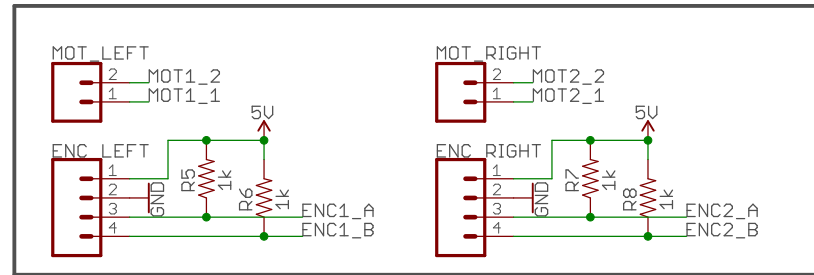 MOT_LEFT
2 MOT1_2
1 MOT1_1
5V
ENC_LEFT
1
2 GND
3 ENC1_A
4 ENC1_B
R5 1k
R6 1k
MOT_RIGHT
2 MOT2_2
1 MOT2_1
5V
ENC_RIGHT
1
2 GND
3 ENC2_A
4 ENC2_B
R7 1k
R8 1k